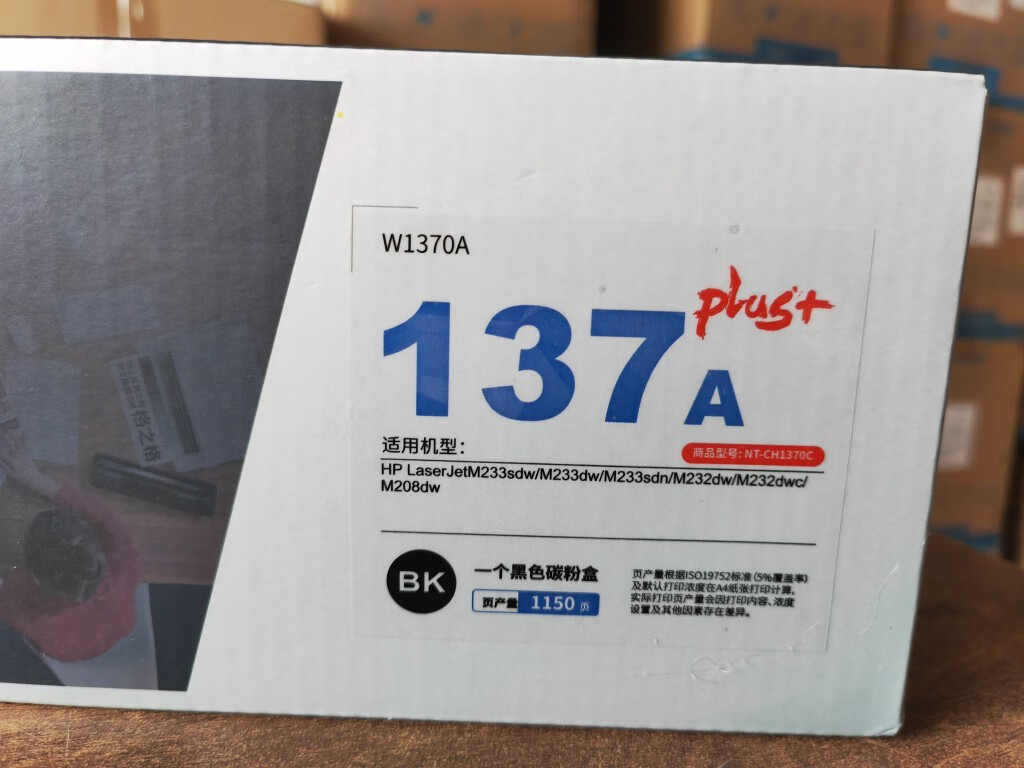 W1370A
137A plus+
适用机型：
商品型号: NT-CH1370C
HP LaserJetM233sdw/M233dw/M233sdn/M232dw/M232dwc/
M208dw
BK
一个黑色碳粉盒
页产量 1150 页
页产量根据ISO19752标准(5%覆盖率)
及默认打印浓度在A4纸张打印计算,
实际打印页产量会因打印内容、浓度
设置及其他因素存在差异。
格之格